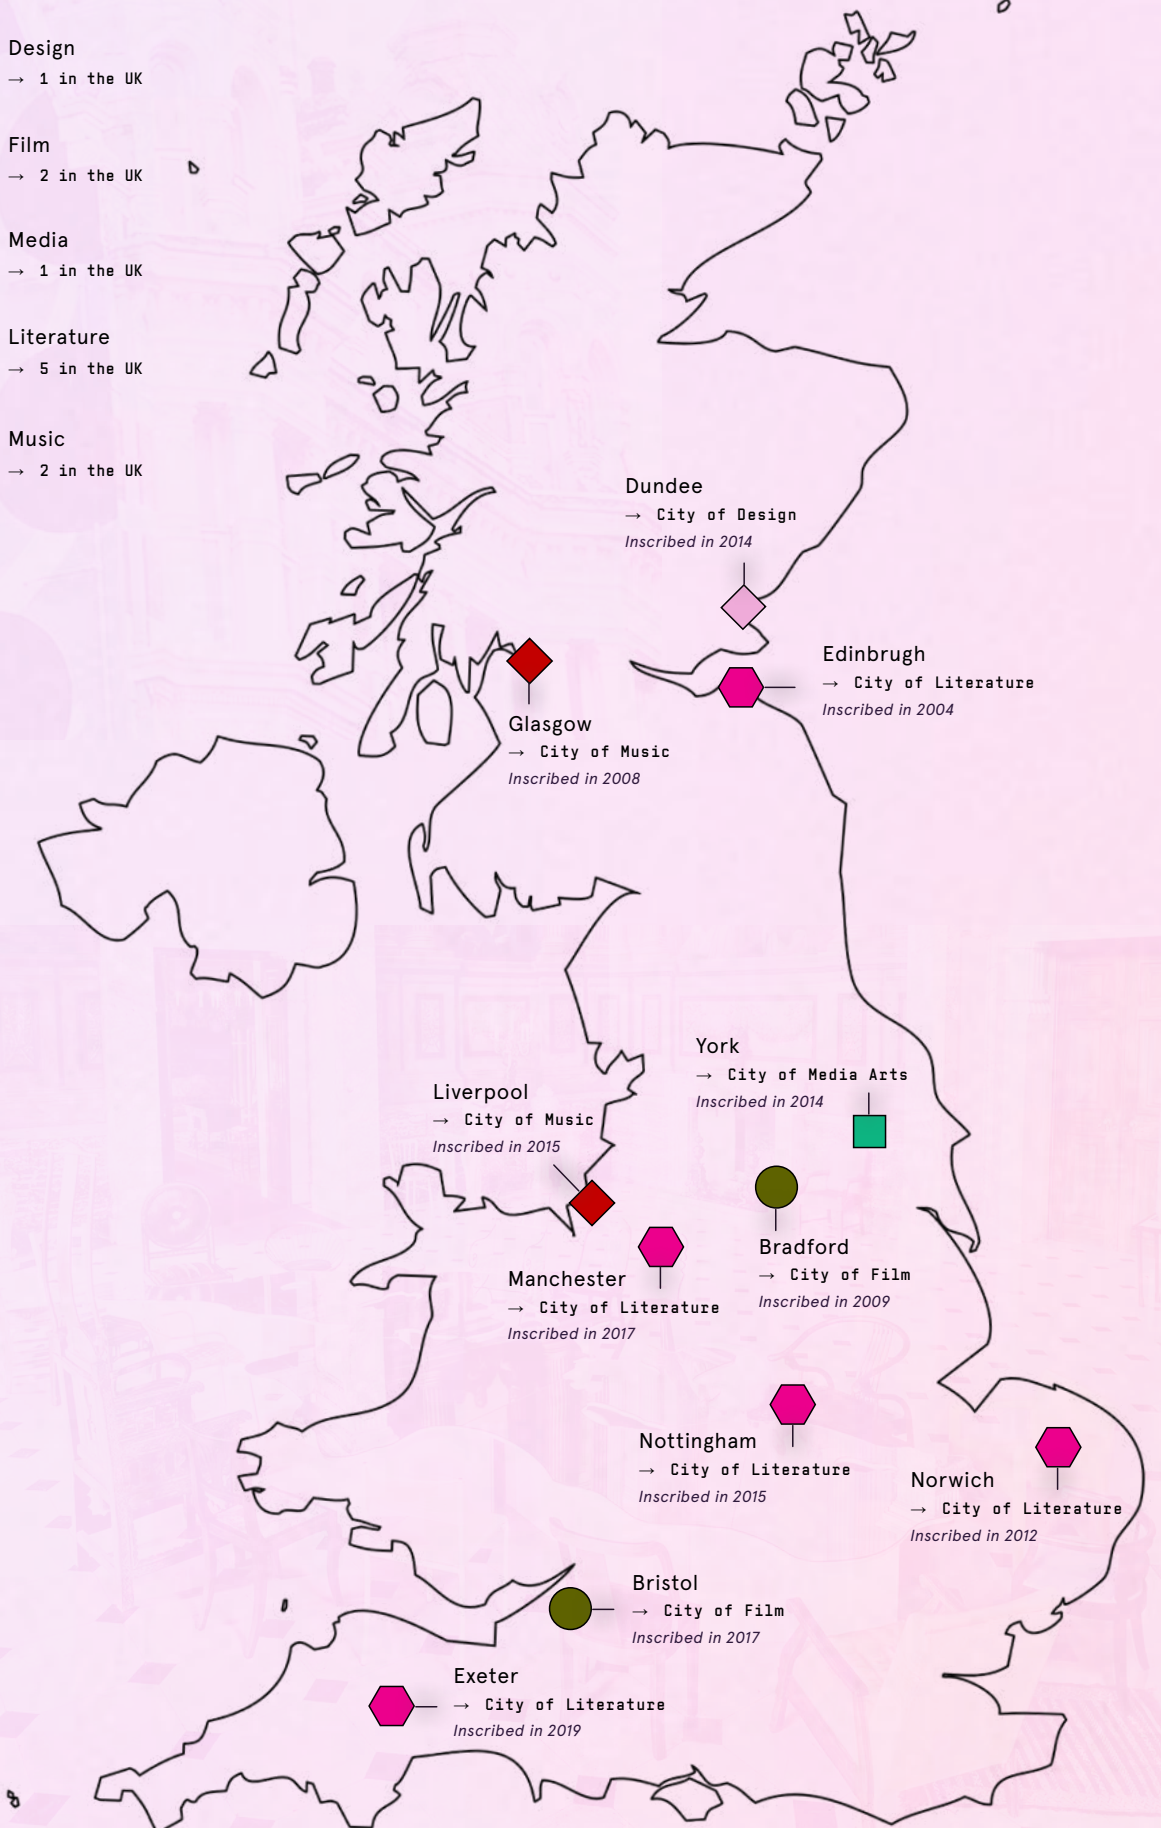 Design
→ 1 in the UK
Film
→ 2 in the UK
Media
→ 1 in the UK
Literature
→ 5 in the UK
Music
→ 2 in the UK
Dundee
→ City of Design
Inscribed in 2014
Edinbrugh
→ City of Literature
Inscribed in 2004
Glasgow
→ City of Music
Inscribed in 2008
York
→ City of Media Arts
Inscribed in 2014
Liverpool
→ City of Music
Inscribed in 2015
Bradford
→ City of Film
Inscribed in 2009
Manchester
→ City of Literature
Inscribed in 2017
Nottingham
→ City of Literature
Inscribed in 2015
Norwich
→ City of Literature
Inscribed in 2012
Bristol
→ City of Film
Inscribed in 2017
Exeter
→ City of Literature
Inscribed in 2019